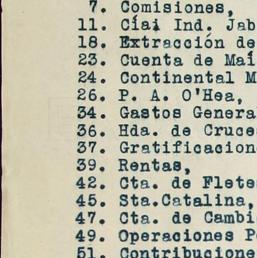 7. Comisiones,
11. Cíai Ind. Jab
18. Extracción de
23. Cuenta de Maí
24. Continental M
26. P. A. O'Hea,
34. Gastos Genera
36. Hda. de Cruce
37. Gratificacion
39. Rentas,
42. Cta. de Flete
45. Sta.Catalina,
47. Cta. de Cambi
49. Operaciones P
51. Contribucione